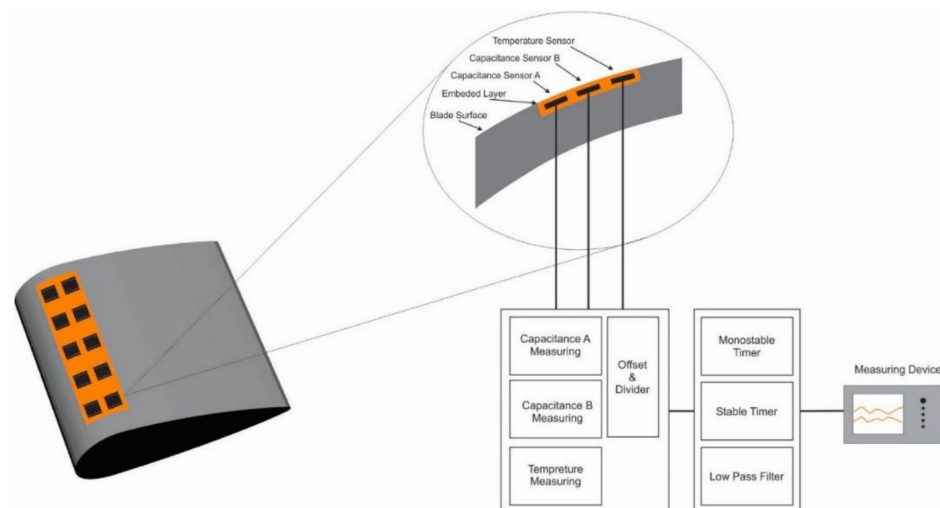 Temperature Sensor
Capacitance Sensor B
Capacitance Sensor A
Embeded Layer
Blade Surface
Capacitance A
Measuring
Offset
&
Divider
Capacitance B
Measuring
Tempreture
Measuring
Monostable
Timer
Stable Timer
Low Pass Filter
Measuring Device